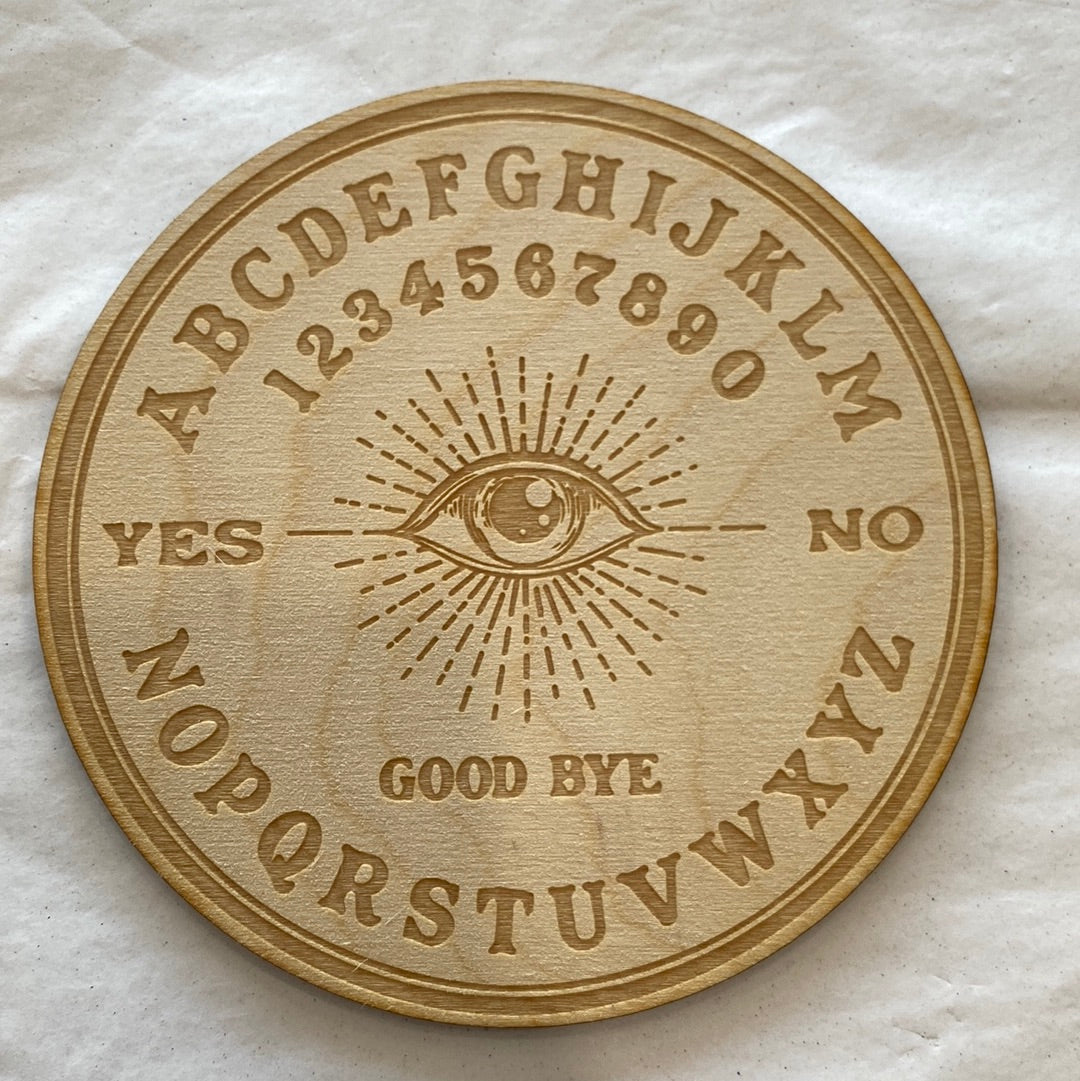 ABCDEFGHIJKLM
1234567890
YES
NO
GOOD BYE
NOPQRSTUVWXYZ